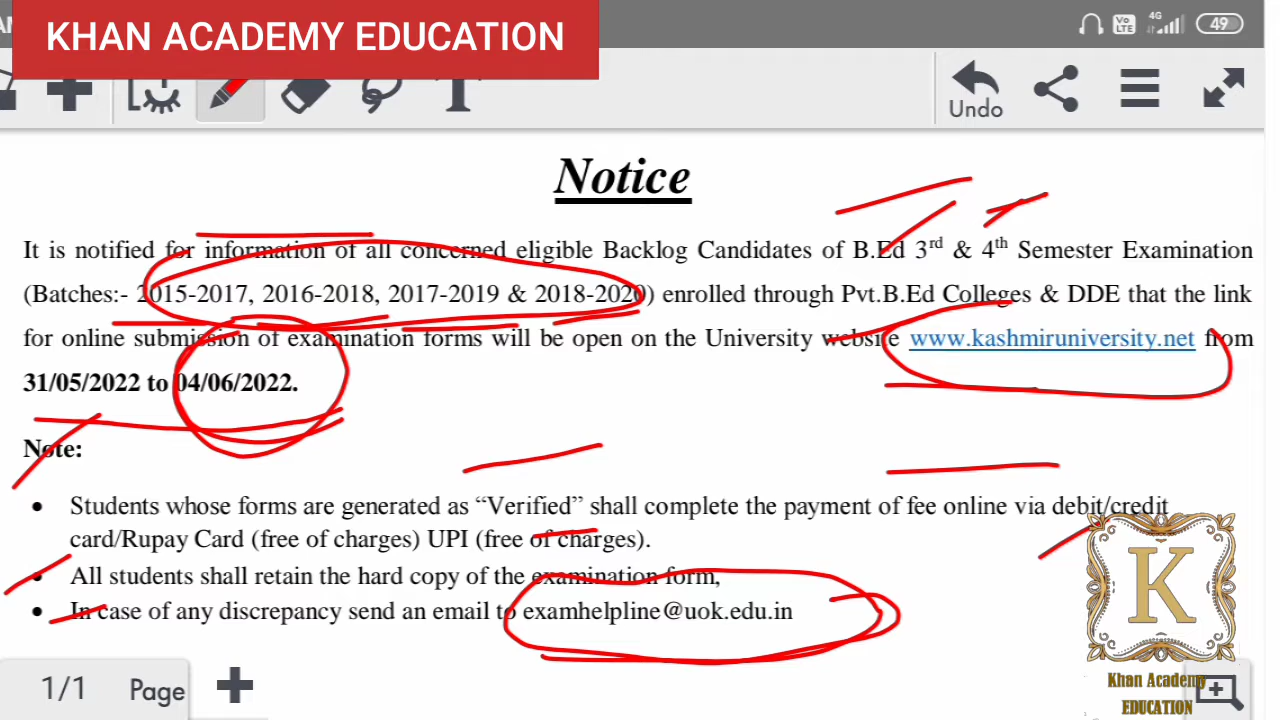 KHAN ACADEMY EDUCATION
Vo LTE 4G 49
T Undo
Notice
It is notified for information of all concerned eligible Backlog Candidates of B.Ed 3rd & 4th Semester Examination
(Batches:- 2015-2017, 2016-2018, 2017-2019 & 2018-2020) enrolled through Pvt.B.Ed Colleges & DDE that the link
for online submission of examination forms will be open on the University website www.kashmiruniversity.net from
31/05/2022 to 04/06/2022.
Note:
• Students whose forms are generated as “Verified” shall complete the payment of fee online via debit/credit
card/Rupay Card (free of charges) UPI (free of charges).
• All students shall retain the hard copy of the examination form,
• In case of any discrepancy send an email to examhelpline@uok.edu.in
K
Khan Academy
EDUCATION
1/1 Page